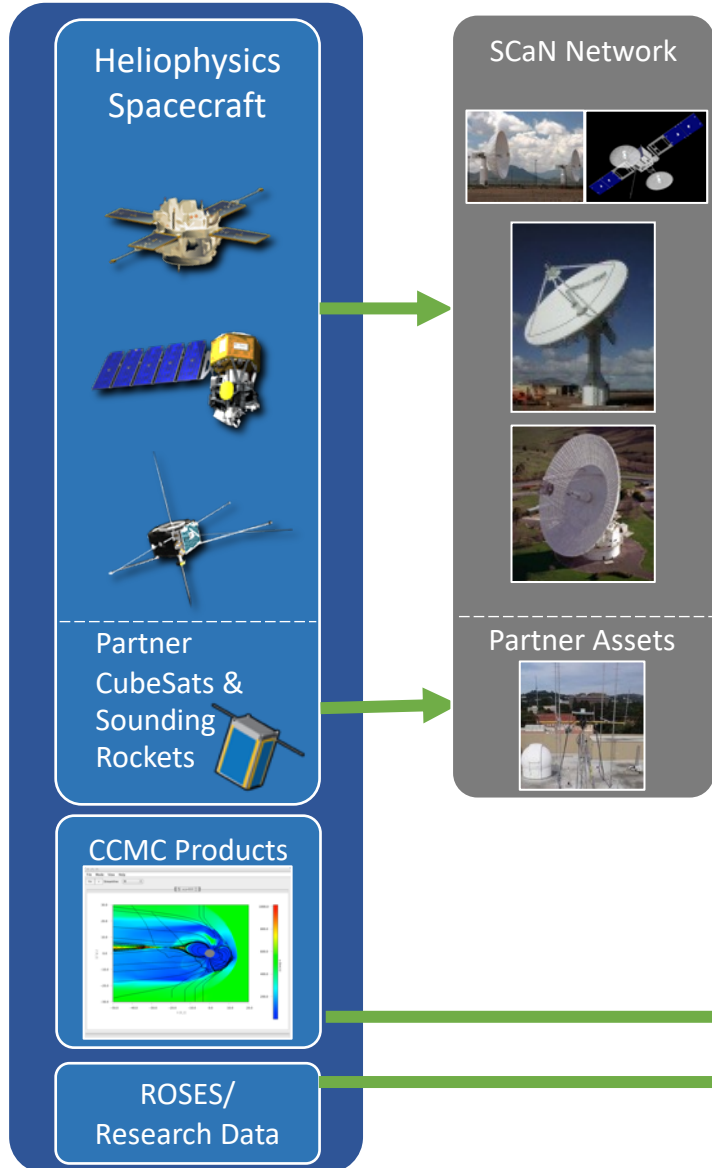 Heliophysics
Spacecraft
Partner
CubeSats &
Sounding
Rockets
CCMC Products
ROSES/
Research Data
SCaN Network
Partner Assets